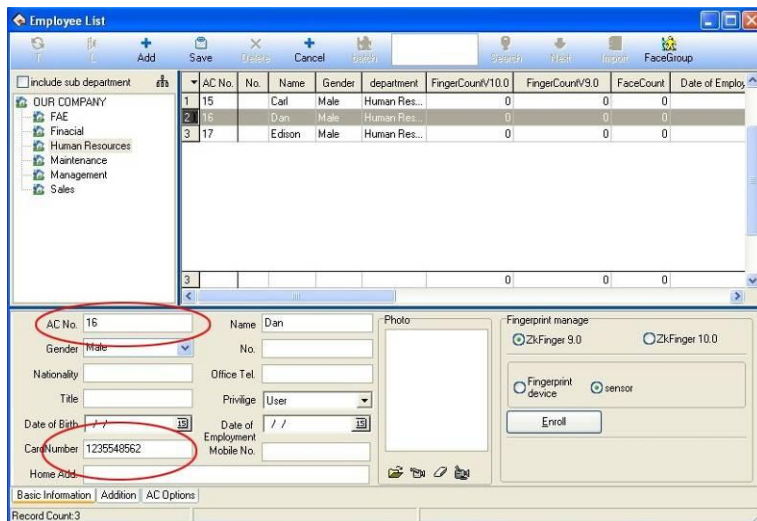 Employee List
Add Save Delete Cancel Batch Search Next Import FaceGroup
include sub department
OUR COMPANY
FAE
Finacial
Human Resources
Maintenance
Management
Sales
AC No. No. Name Gender department FingerCountV10.0 FingerCountV9.0 FaceCount Date of Employ
1 15 Carl Male Human Res... 0 0 0
2 16 Dan Male Human Res... 0 0 0
3 17 Edison Male Human Res... 0 0 0
3 0 0 0
AC No. 16 Name Dan
Gender Male No.
Nationality Office Tel.
Title Privilige User
Date of Birth / / 15 Date of Employment / / 15
CardNumber 1235548562 Mobile No.
Home Add.
Photo
Fingerprint manage
ZkFinger 9.0 ZKFinger 10.0
Fingerprint device sensor
Enroll
Basic Information Addition AC Options
Record Count:3